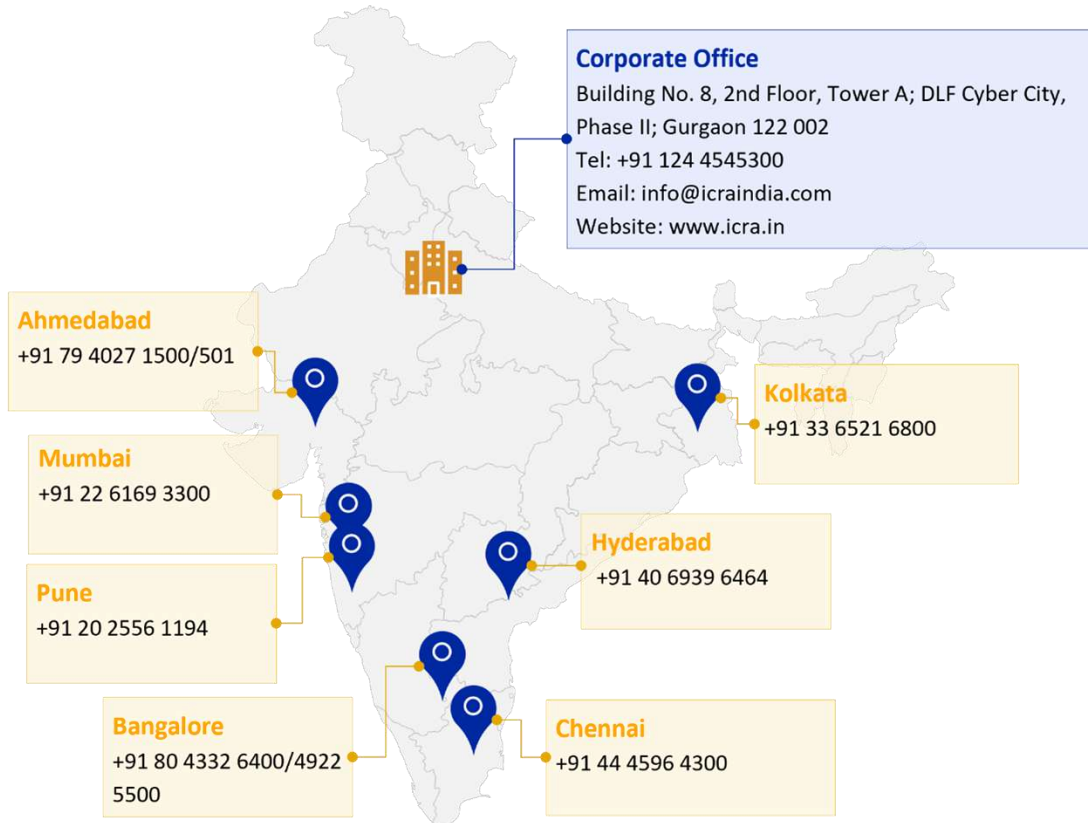 Corporate Office
Building No. 8, 2nd Floor, Tower A; DLF Cyber City,
Phase II; Gurgaon 122 002
Tel: +91 124 4545300
Email: info@icraindia.com
Website: www.icra.in
Ahmedabad
+91 79 4027 1500/501
Kolkata
+91 33 6521 6800
Mumbai
+91 22 6169 3300
Hyderabad
+91 40 6939 6464
Pune
+91 20 2556 1194
Bangalore
+91 80 4332 6400/4922
5500
Chennai
+91 44 4596 4300